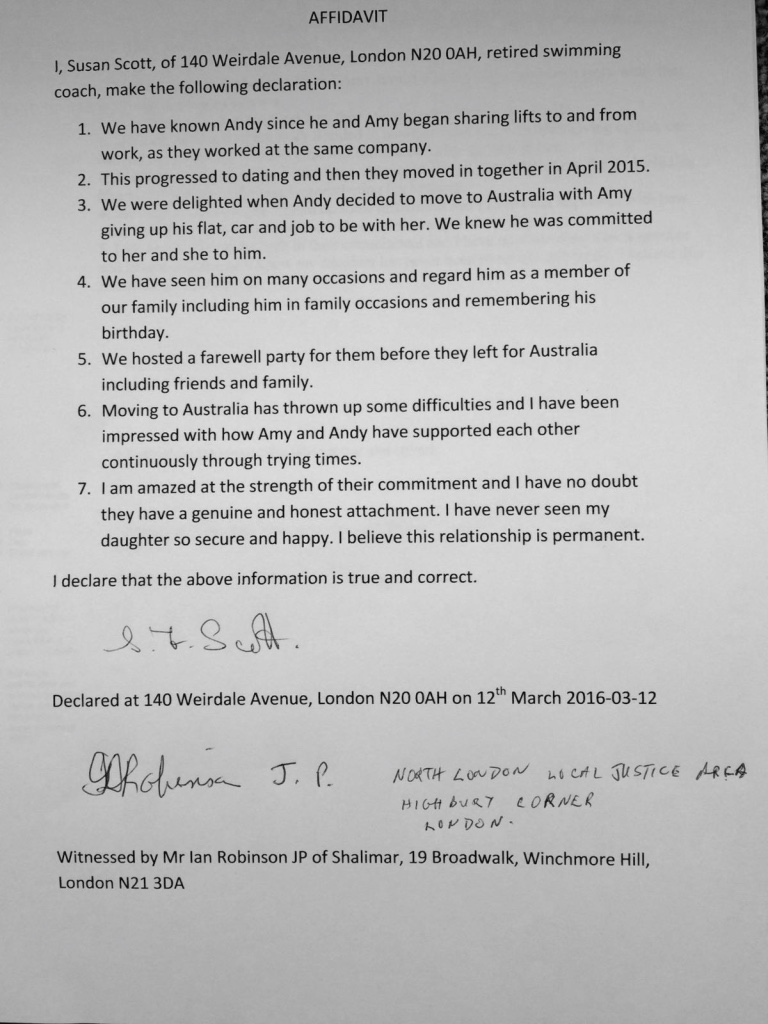 AFFIDAVIT
I, Susan Scott, of 140 Weirdale Avenue, London N20 0AH, retired swimming
coach, make the following declaration:
1. We have known Andy since he and Amy began sharing lifts to and from
work, as they worked at the same company.
2. This progressed to dating and then they moved in together in April 2015.
3. We were delighted when Andy decided to move to Australia with Amy
giving up his flat, car and job to be with her. We knew he was committed
to her and she to him.
4. We have seen him on many occasions and regard him as a member of
our family including him in family occasions and remembering his
birthday.
5. We hosted a farewell party for them before they left for Australia
including friends and family.
6. Moving to Australia has thrown up some difficulties and I have been
impressed with how Amy and Andy have supported each other
continuously through trying times.
7. I am amazed at the strength of their commitment and I have no doubt
they have a genuine and honest attachment. I have never seen my
daughter so secure and happy. I believe this relationship is permanent.
I declare that the above information is true and correct.
S. Scott.
Declared at 140 Weirdale Avenue, London N20 0AH on 12th March 2016-03-12
Robinson J. P. NORTH LONDON LOCAL JUSTICE AREA
HIGHBURY CORNER
LONDON.
Witnessed by Mr Ian Robinson JP of Shalimar, 19 Broadwalk, Winchmore Hill,
London N21 3DA